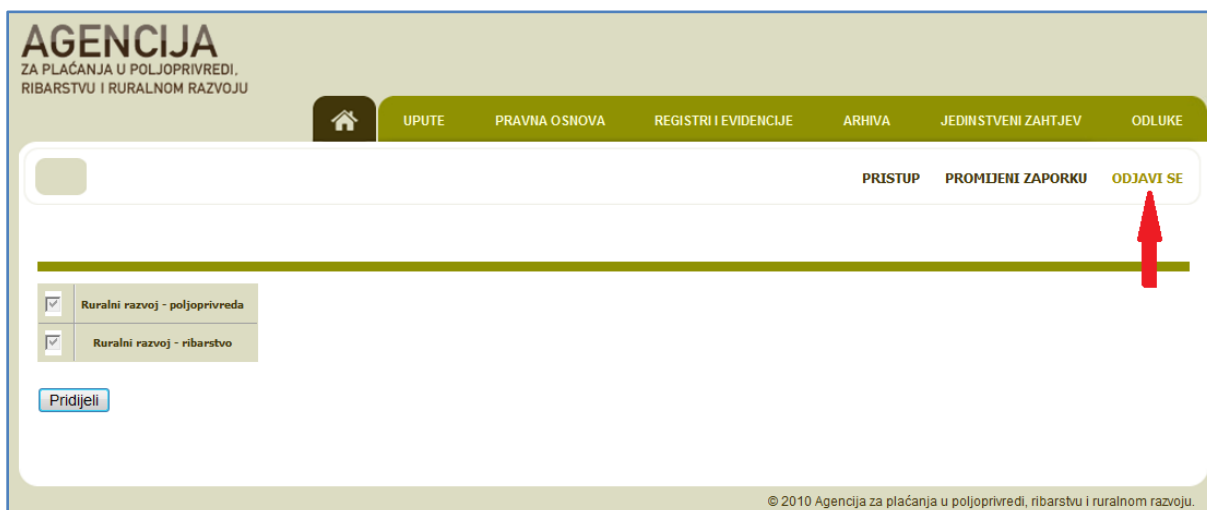 AGENCIJA
ZA PLAĆANJA U POLJOPRIVREDI,
RIBARSTVU I RURALNOM RAZVOJU
UPUTE PRAVNA OSNOVA REGISTRI I EVIDENCIJE ARHIVA JEDINSTVENI ZAHTJEV ODLUKE
PRISTUP PROMIJENI ZAPORKU ODJAVI SE
Ruralni razvoj - poljoprivreda
Ruralni razvoj - ribarstvo
Pridijeli
© 2010 Agencija za plaćanja u poljoprivredi, ribarstvu i ruralnom razvoju.